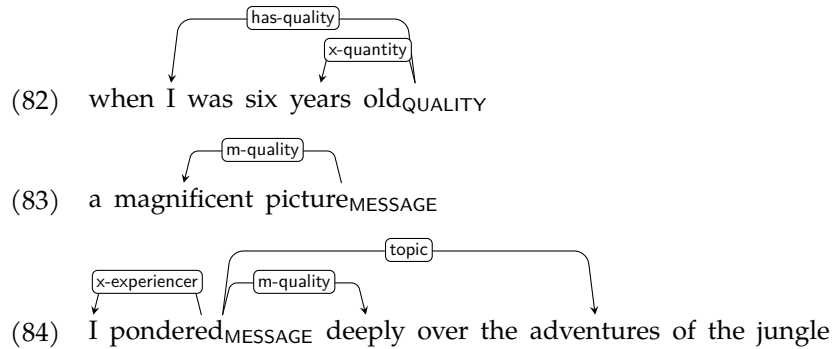 has-quality
x-quantity
(82) when I was six years oldQUALITY
m-quality
(83) a magnificent pictureMESSAGE
topic
x-experiencer m-quality
(84) I ponderedMESSAGE deeply over the adventures of the jungle